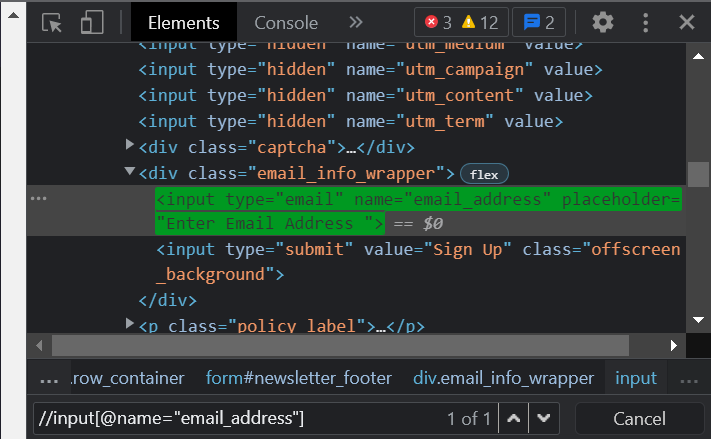 Elements Console » 3 12 2
<input type="hidden" name="utm_medium" value>
<input type="hidden" name="utm_campaign" value>
<input type="hidden" name="utm_content" value>
<input type="hidden" name="utm_term" value>
<div class="captcha">…</div>
<div class="email_info_wrapper"> flex
<input type="email" name="email_address" placeholder=
"Enter Email Address "> == $0
<input type="submit" value="Sign Up" class="offscreen
_background">
</div>
<p class="policy_label">…</p>
… .row_container form#newsletter_footer div.email_info_wrapper input …
//input[@name="email_address"] 1 of 1 Cancel